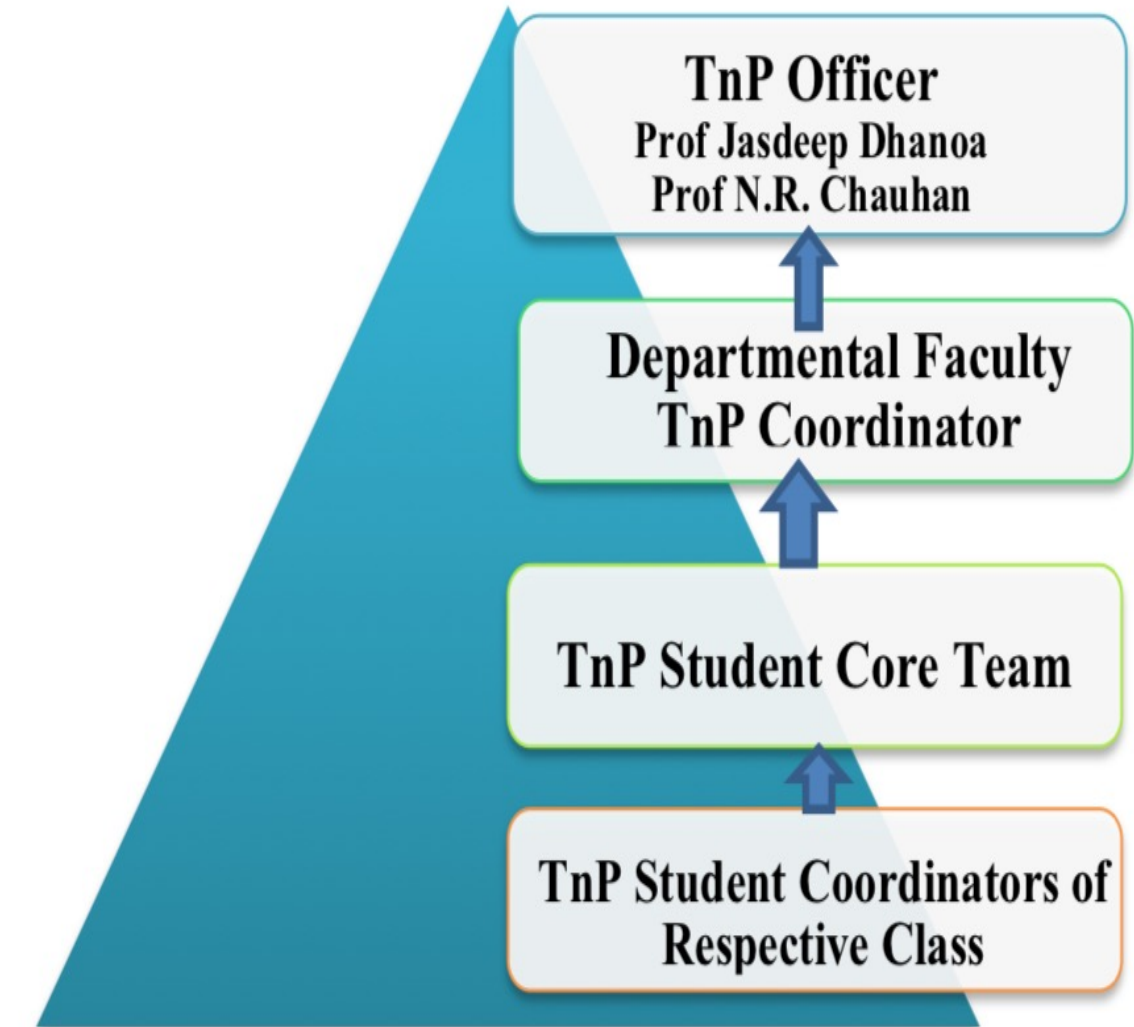 TnP Officer
Prof Jasdeep Dhanoa
Prof N.R. Chauhan
Departmental Faculty
TnP Coordinator
TnP Student Core Team
TnP Student Coordinators of
Respective Class